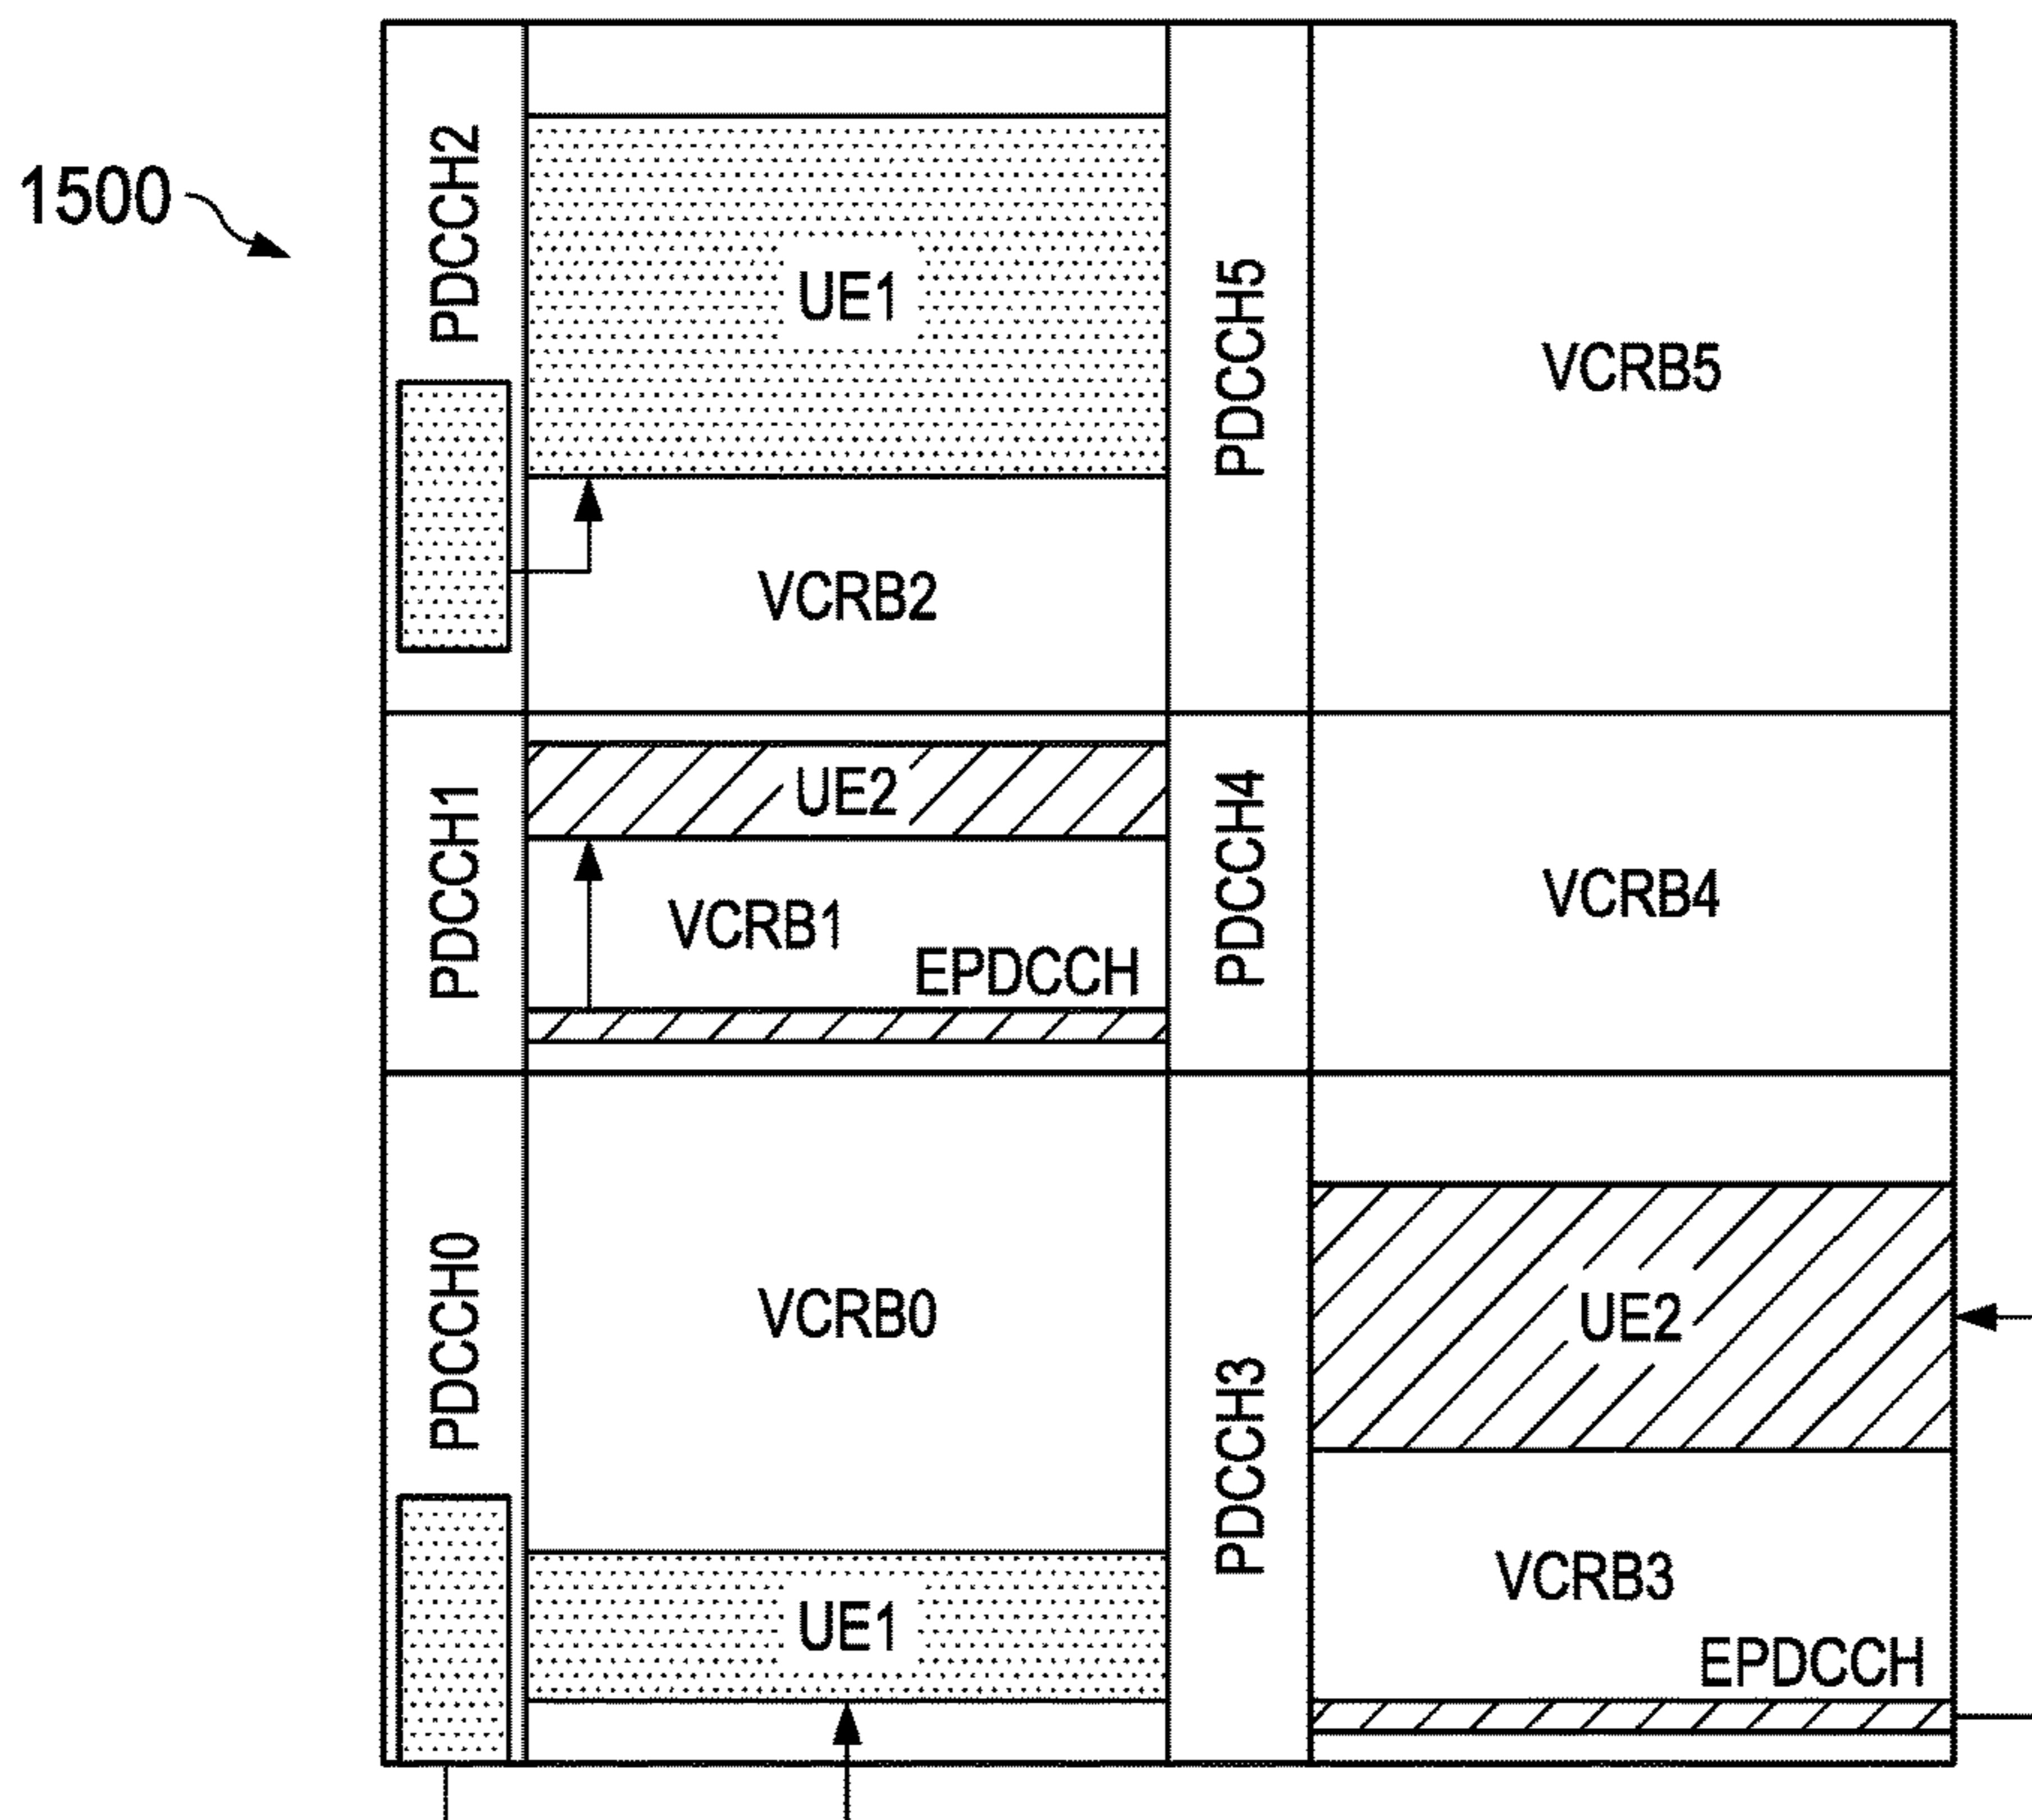 1500
PDCCH2
UE1
VCRB2
PDCCH5
VCRB5
PDCCH1
UE2
VCRB1
EPDCCH
PDCCH4
VCRB4
PDCCH0
VCRB0
UE1
PDCCH3
UE2
VCRB3
EPDCCH